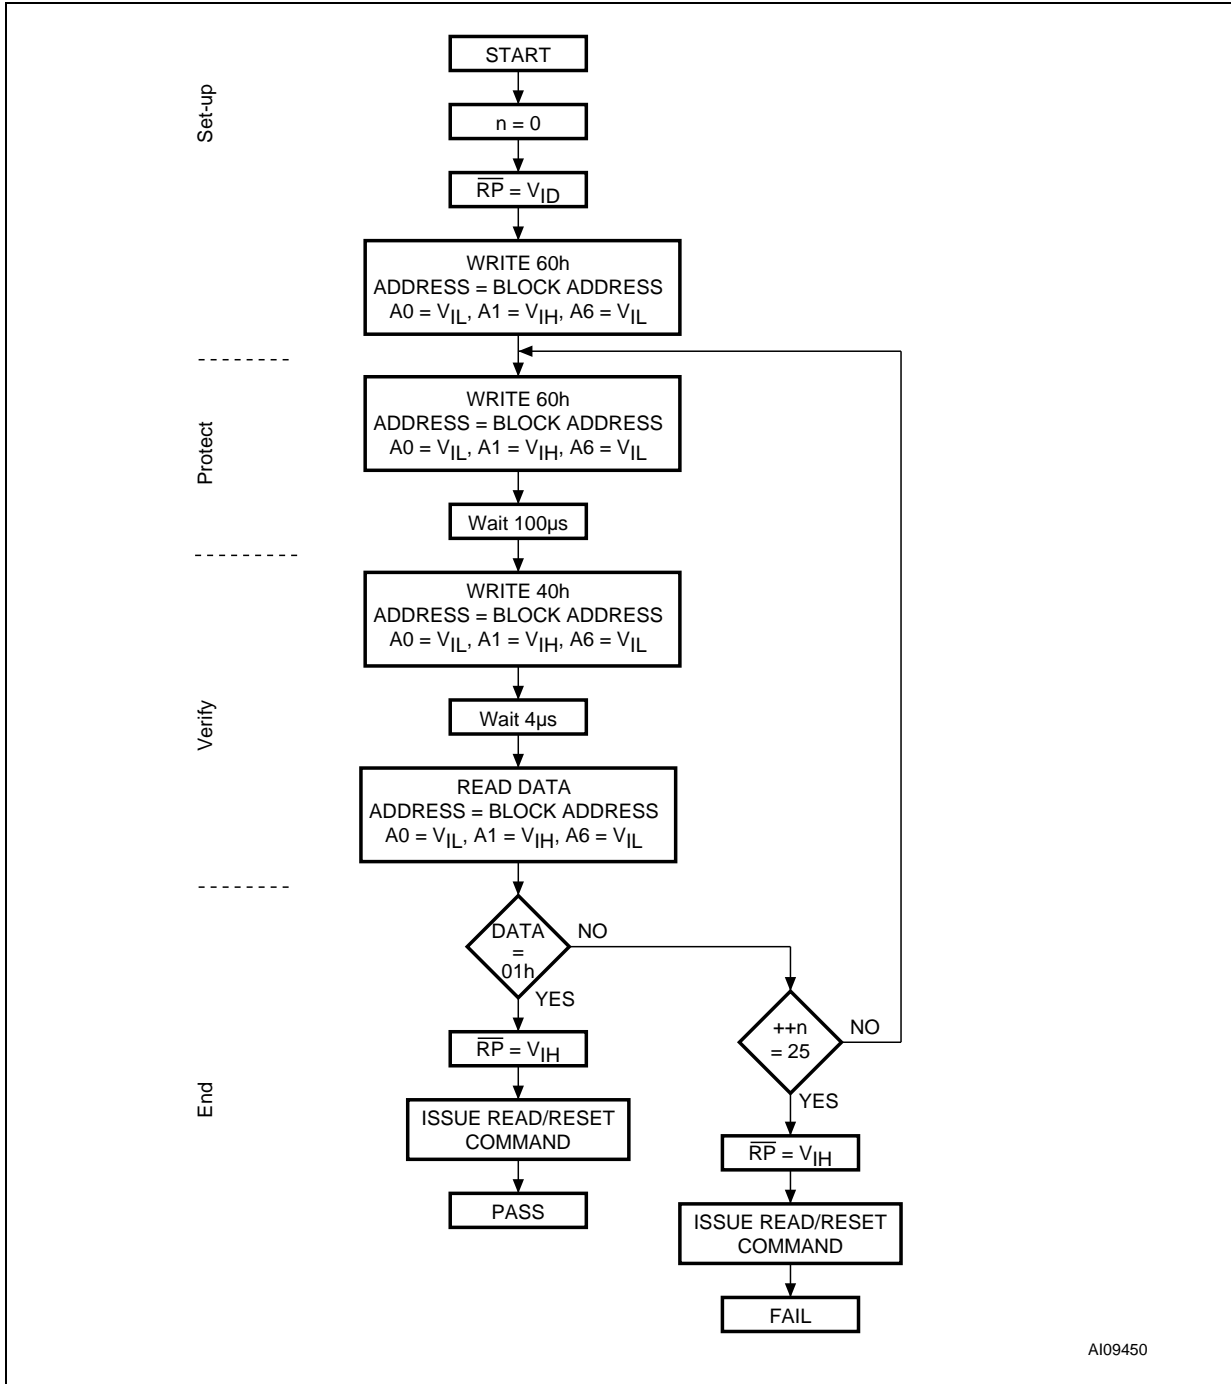 START
Set-up
n = 0
R̅P̅ = VID
WRITE 60h
ADDRESS = BLOCK ADDRESS
A0 = VIL, A1 = VIH, A6 = VIL
Protect
WRITE 60h
ADDRESS = BLOCK ADDRESS
A0 = VIL, A1 = VIH, A6 = VIL
Wait 100µs
Verify
WRITE 40h
ADDRESS = BLOCK ADDRESS
A0 = VIL, A1 = VIH, A6 = VIL
Wait 4µs
READ DATA
ADDRESS = BLOCK ADDRESS
A0 = VIL, A1 = VIH, A6 = VIL
End
DATA
=
01h
NO
YES
++n
= 25
NO
YES
R̅P̅ = VIH
ISSUE READ/RESET
COMMAND
PASS
R̅P̅ = VIH
ISSUE READ/RESET
COMMAND
FAIL
AI09450